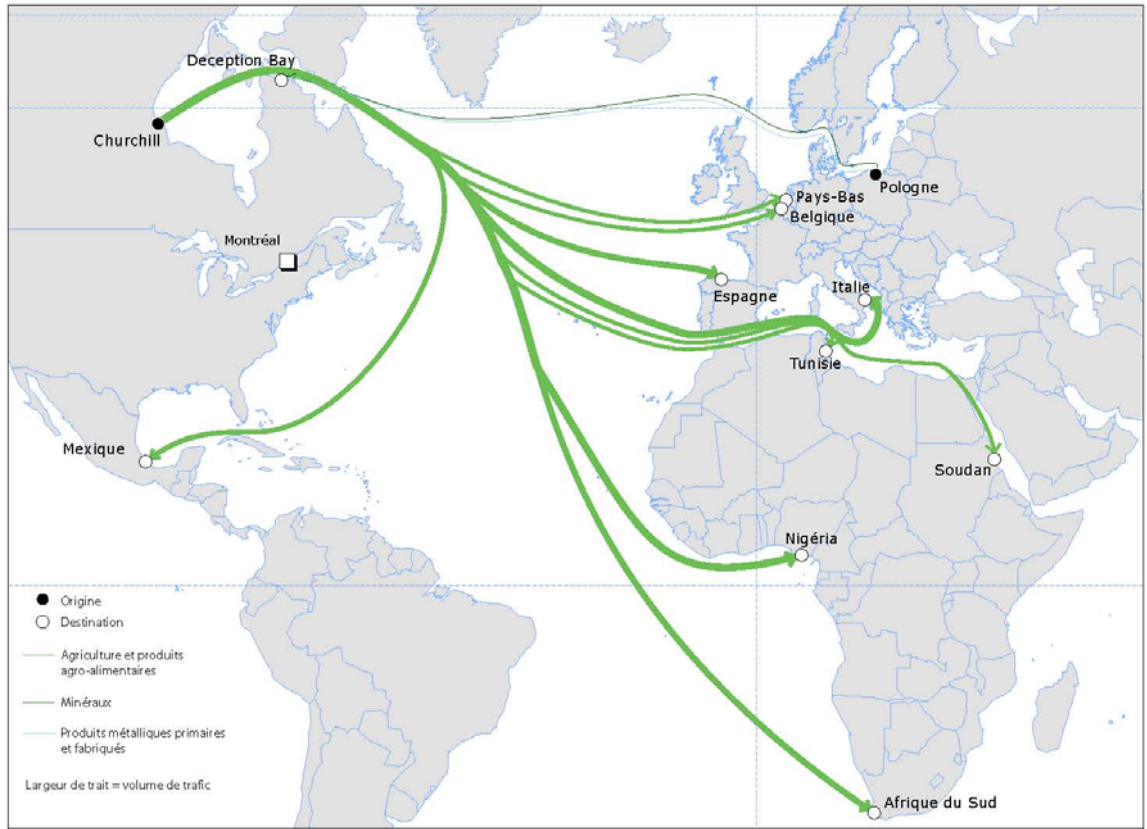 Deception Bay
Churchill
Pologne
Pays-Bas
Belgique
Montréal
Italie
Espagne
Tunisie
Mexique
Soudan
Nigéria
Origine
Destination
Agriculture et produits
agro-alimentaires
Minéraux
Produits métalliques primaires
et fabriqués
Largeur de trait = volume de trafic
Afrique du Sud